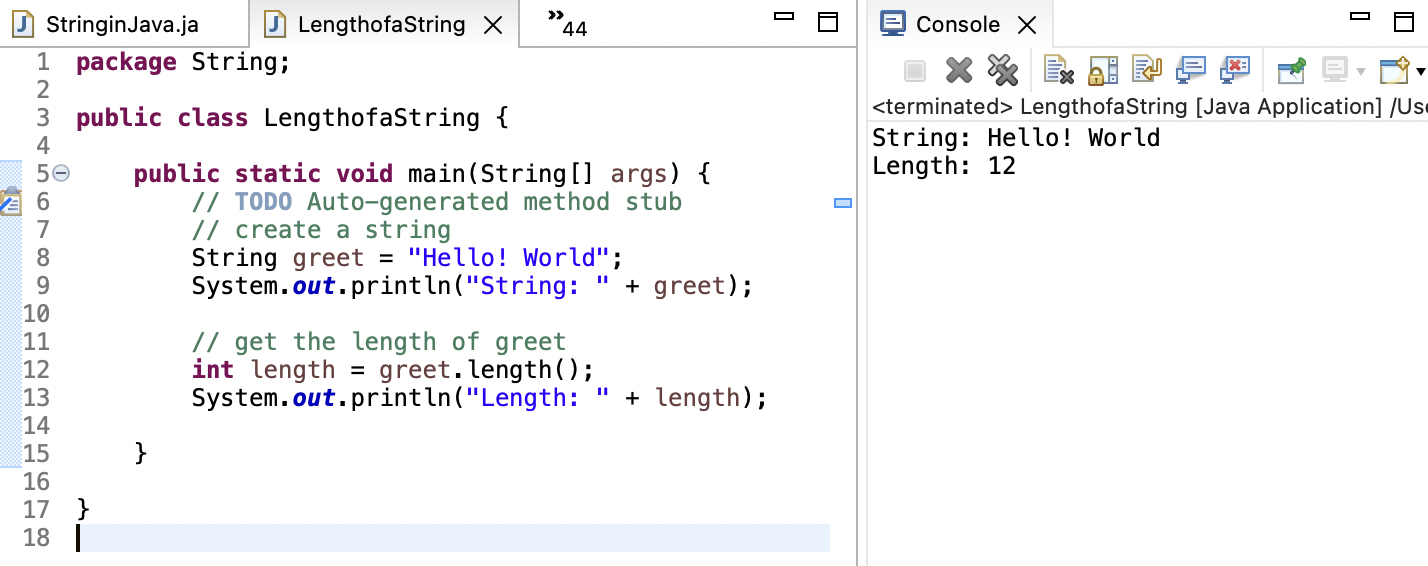 StringinJava.ja
LengthofaString
»44
1 package String;
2
3 public class LengthofaString {
4
5 public static void main(String[] args) {
6 // TODO Auto-generated method stub
7 // create a string
8 String greet = "Hello! World";
9 System.out.println("String: " + greet);
10
11 // get the length of greet
12 int length = greet.length();
13 System.out.println("Length: " + length);
14
15 }
16
17 }
18
Console
<terminated> LengthofaString [Java Application] /Use
String: Hello! World
Length: 12